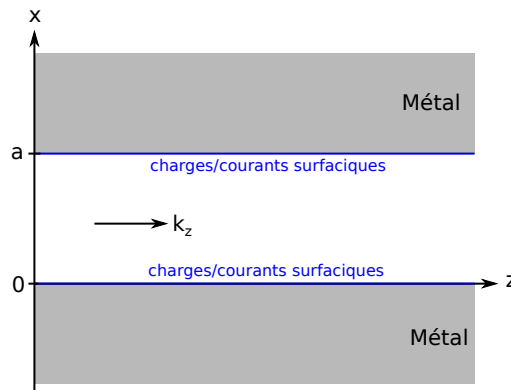 x
Métal
a
charges/courants surfaciques
k_z
charges/courants surfaciques
0
z
Métal